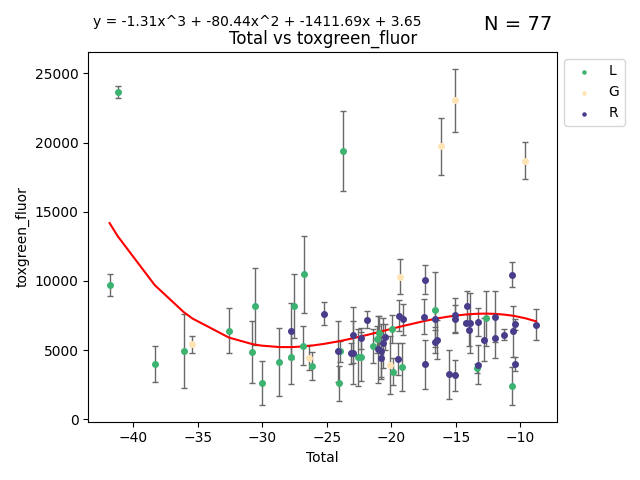 y = -1.31x^3 + -80.44x^2 + -1411.69x + 3.65
N = 77
Total vs toxgreen_fluor
25000
20000
15000
10000
5000
0
toxgreen_fluor
−40
−35
−30
−25
−20
−15
−10
Total
L
G
R